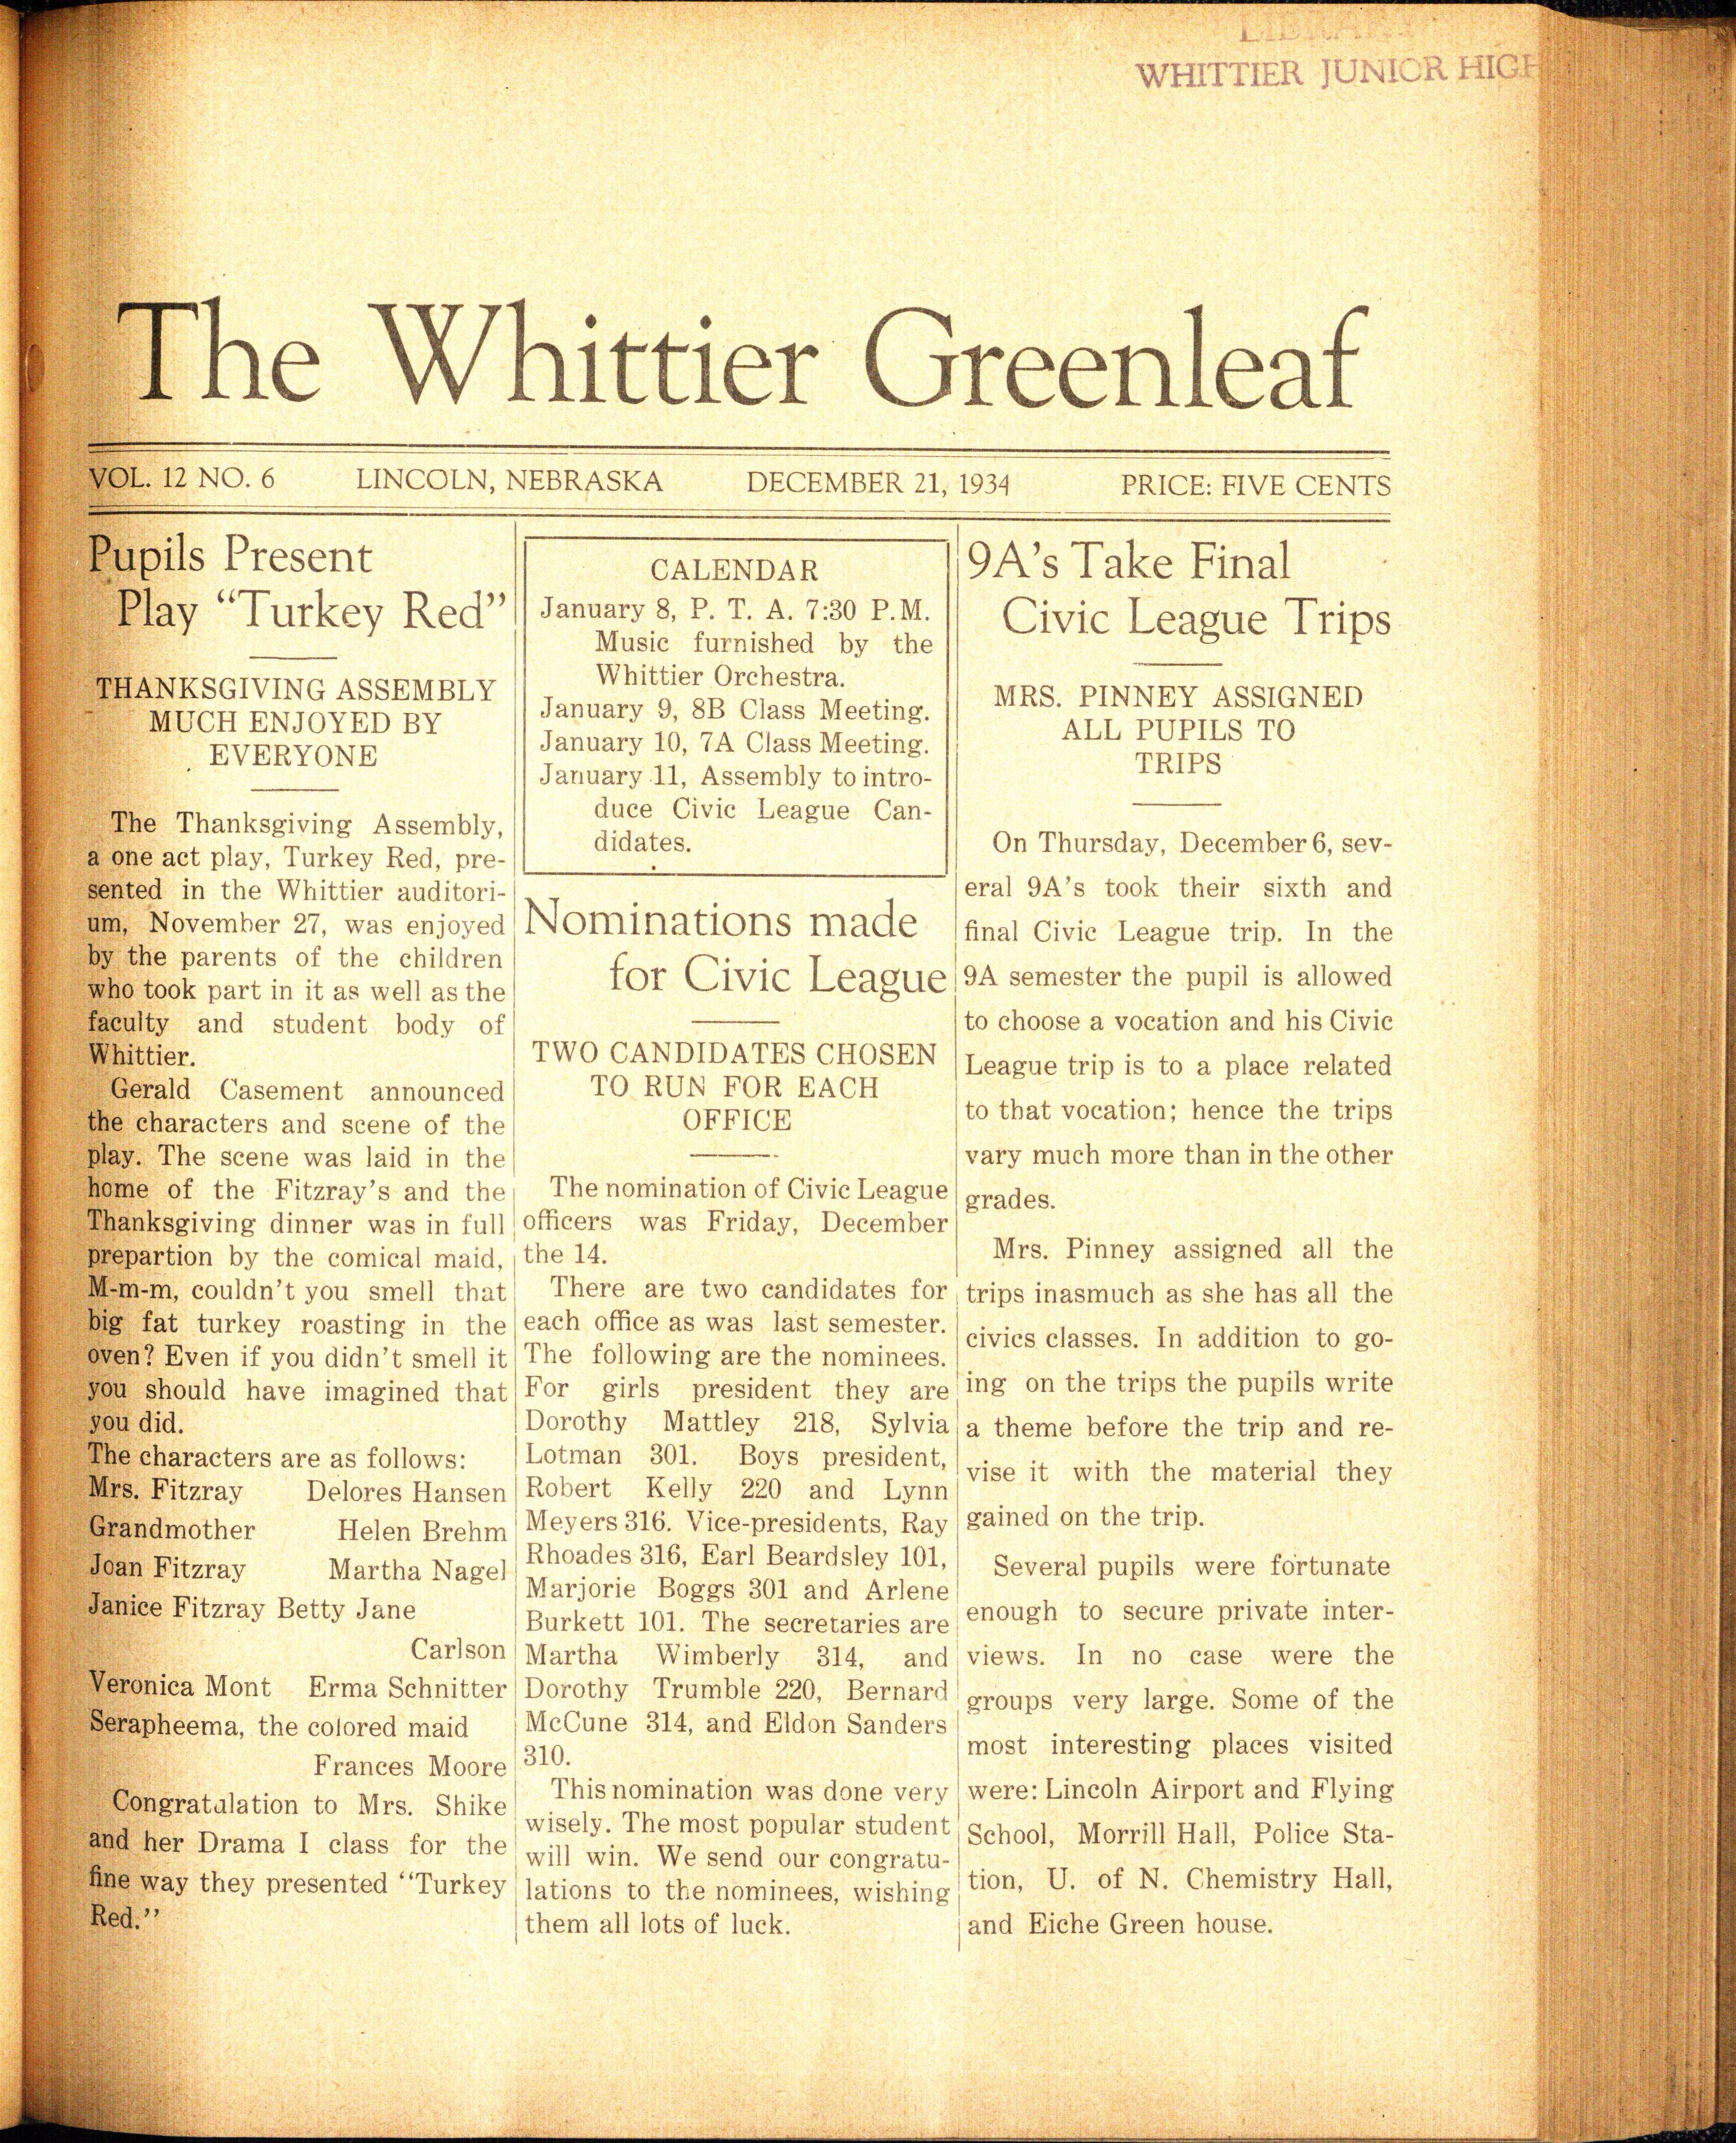 LIBRARY
WHITTIER JUNIOR HIGH
The Whittier Greenleaf
VOL. 12 NO. 6 LINCOLN, NEBRASKA DECEMBER 21, 1934 PRICE: FIVE CENTS
Pupils Present
Play “Turkey Red”
THANKSGIVING ASSEMBLY
MUCH ENJOYED BY
EVERYONE
The Thanksgiving Assembly,
a one act play, Turkey Red, pre-
sented in the Whittier auditori-
um, November 27, was enjoyed
by the parents of the children
who took part in it as well as the
faculty and student body of
Whittier.
Gerald Casement announced
the characters and scene of the
play. The scene was laid in the
home of the Fitzray's and the
Thanksgiving dinner was in full
prepartion by the comical maid,
M-m-m, couldn't you smell that
big fat turkey roasting in the
oven? Even if you didn't smell it
you should have imagined that
you did.
The characters are as follows:
Mrs. Fitzray Delores Hansen
Grandmother Helen Brehm
Joan Fitzray Martha Nagel
Janice Fitzray Betty Jane
Carlson
Veronica Mont Erma Schnitter
Serapheema, the colored maid
Frances Moore
Congratulation to Mrs. Shike
and her Drama I class for the
fine way they presented ‘‘Turkey
Red.’’
CALENDAR
January 8, P. T. A. 7:30 P.M.
Music furnished by the
Whittier Orchestra.
January 9, 8B Class Meeting.
January 10, 7A Class Meeting.
January 11, Assembly to intro-
duce Civic League Can-
didates.
Nominations made
for Civic League
TWO CANDIDATES CHOSEN
TO RUN FOR EACH
OFFICE
The nomination of Civic League
officers was Friday, December
the 14.
There are two candidates for
each office as was last semester.
The following are the nominees.
For girls president they are
Dorothy Mattley 218, Sylvia
Lotman 301. Boys president,
Robert Kelly 220 and Lynn
Meyers 316. Vice-presidents, Ray
Rhoades 316, Earl Beardsley 101,
Marjorie Boggs 301 and Arlene
Burkett 101. The secretaries are
Martha Wimberly 314, and
Dorothy Trumble 220, Bernard
McCune 314, and Eldon Sanders
310.
This nomination was done very
wisely. The most popular student
will win. We send our congratu-
lations to the nominees, wishing
them all lots of luck.
9A's Take Final
Civic League Trips
MRS. PINNEY ASSIGNED
ALL PUPILS TO
TRIPS
On Thursday, December 6, sev-
eral 9A's took their sixth and
final Civic League trip. In the
9A semester the pupil is allowed
to choose a vocation and his Civic
League trip is to a place related
to that vocation; hence the trips
vary much more than in the other
grades.
Mrs. Pinney assigned all the
trips inasmuch as she has all the
civics classes. In addition to go-
ing on the trips the pupils write
a theme before the trip and re-
vise it with the material they
gained on the trip.
Several pupils were fortunate
enough to secure private inter-
views. In no case were the
groups very large. Some of the
most interesting places visited
were: Lincoln Airport and Flying
School, Morrill Hall, Police Sta-
tion, U. of N. Chemistry Hall,
and Eiche Green house.